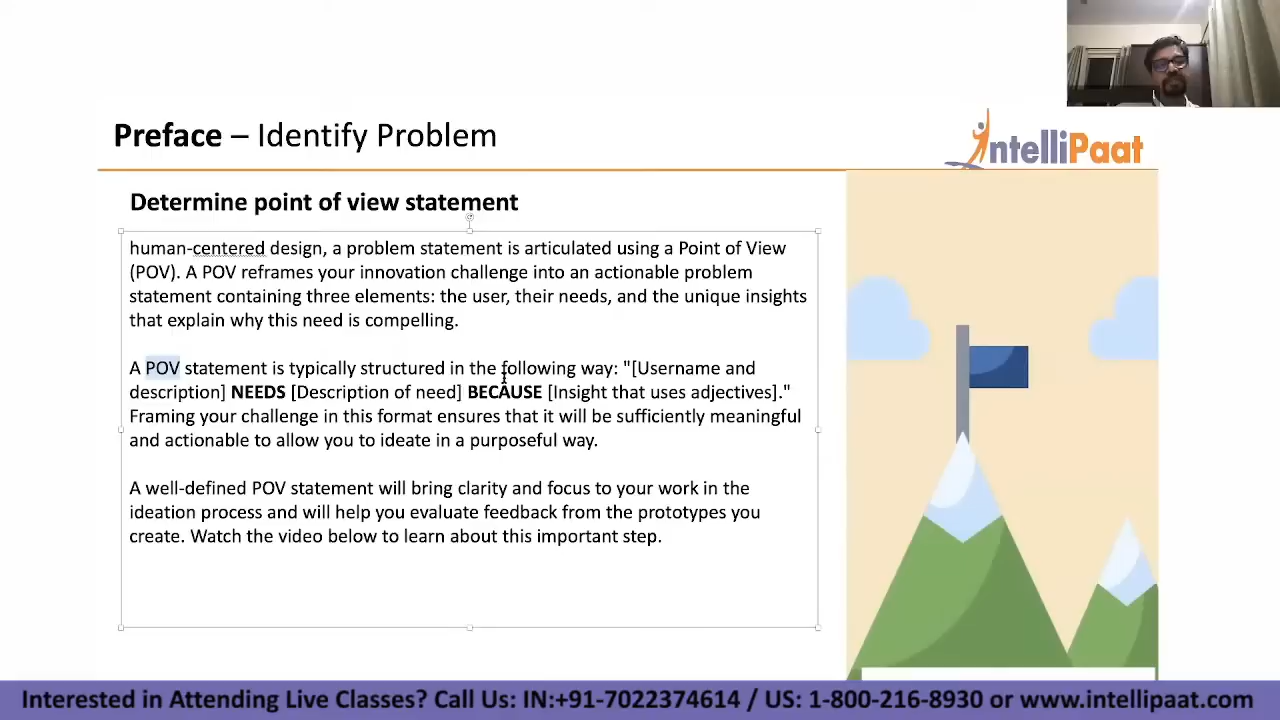 Preface – Identify Problem
IntelliPaat
Determine point of view statement
human-centered design, a problem statement is articulated using a Point of View
(POV). A POV reframes your innovation challenge into an actionable problem
statement containing three elements: the user, their needs, and the unique insights
that explain why this need is compelling.
A POV statement is typically structured in the following way: "[Username and
description] NEEDS [Description of need] BECAUSE [Insight that uses adjectives]."
Framing your challenge in this format ensures that it will be sufficiently meaningful
and actionable to allow you to ideate in a purposeful way.
A well-defined POV statement will bring clarity and focus to your work in the
ideation process and will help you evaluate feedback from the prototypes you
create. Watch the video below to learn about this important step.
Interested in Attending Live Classes? Call Us: IN:+91-7022374614 / US: 1-800-216-8930 or www.intellipaat.com